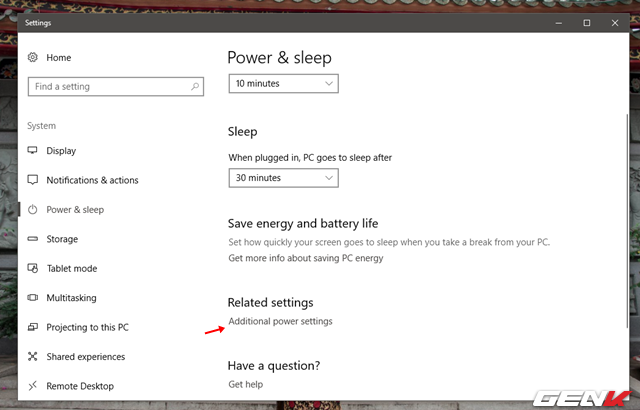 Settings
Home
Find a setting
System
Display
Notifications & actions
Power & sleep
Storage
Tablet mode
Multitasking
Projecting to this PC
Shared experiences
Remote Desktop
Power & sleep
10 minutes
Sleep
When plugged in, PC goes to sleep after
30 minutes
Save energy and battery life
Set how quickly your screen goes to sleep when you take a break from your PC.
Get more info about saving PC energy
Related settings
Additional power settings
Have a question?
Get help
GENK